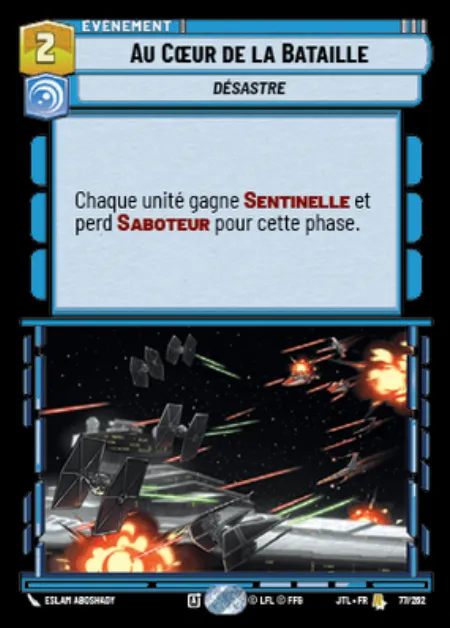 2
ÉVÉNEMENT
Au Cœur de la Bataille
DÉSASTRE
Chaque unité gagne SENTINELLE et
perd SABOTEUR pour cette phase.
ESLAM ABOSHADY
© LFL © FFG
JTL • FR
77/262